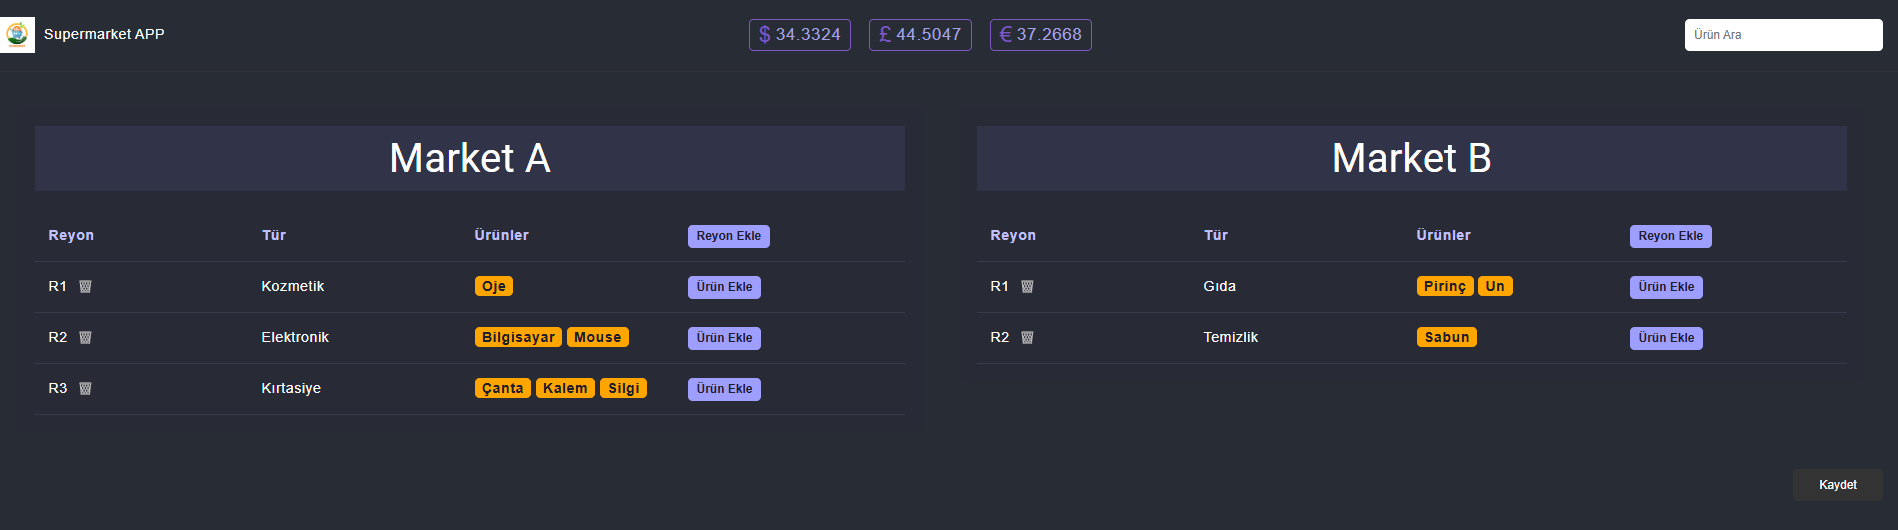 Supermarket APP
$ 34.3324
£ 44.5047
€ 37.2668
Ürün Ara
Market A
Reyon Tür Ürünler Reyon Ekle
R1 Kozmetik Oje Ürün Ekle
R2 Elektronik Bilgisayar Mouse Ürün Ekle
R3 Kırtasiye Çanta Kalem Silgi Ürün Ekle
Market B
Reyon Tür Ürünler Reyon Ekle
R1 Gıda Pirinç Un Ürün Ekle
R2 Temizlik Sabun Ürün Ekle
Kaydet